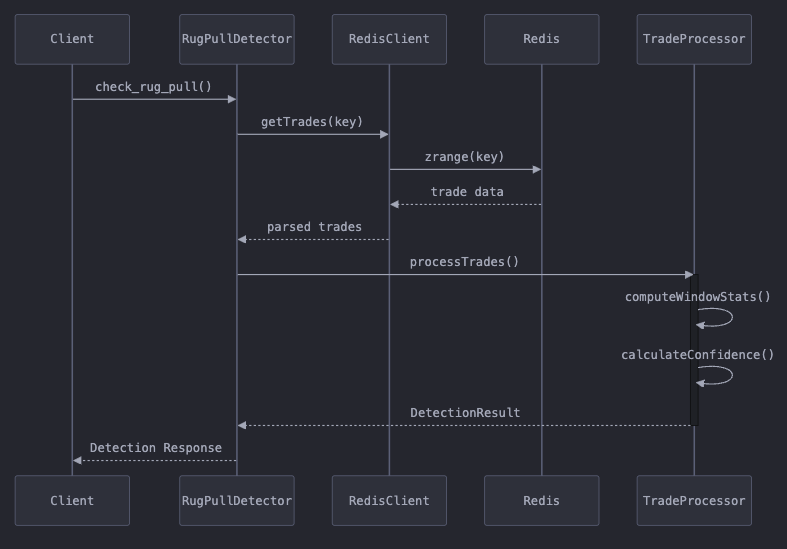 Client
RugPullDetector
RedisClient
Redis
TradeProcessor
check_rug_pull()
getTrades(key)
zrange(key)
trade data
parsed trades
processTrades()
computeWindowStats()
calculateConfidence()
DetectionResult
Detection Response
Client
RugPullDetector
RedisClient
Redis
TradeProcessor